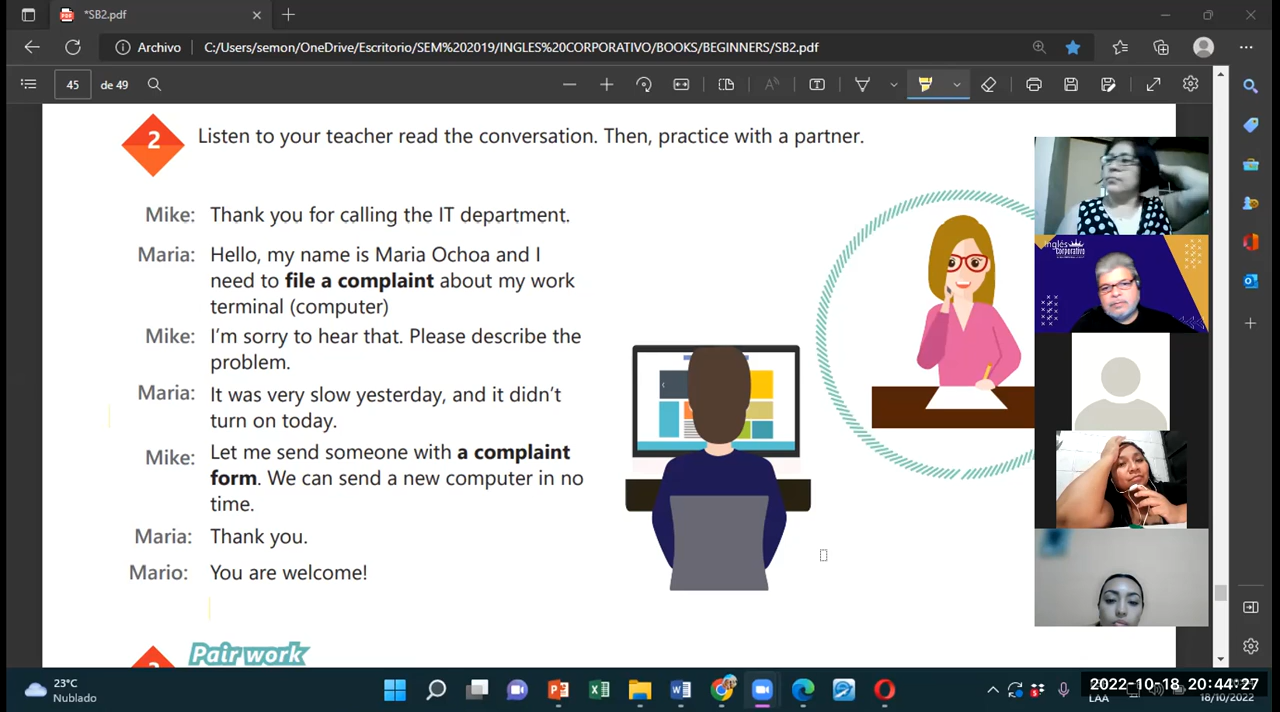 *SB2.pdf
Archivo C:/Users/semon/OneDrive/Escritorio/SEM%202019/INGLES%20CORPORATIVO/BOOKS/BEGINNERS/SB2.pdf
45 de 49
2 Listen to your teacher read the conversation. Then, practice with a partner.
Mike: Thank you for calling the IT department.
Maria: Hello, my name is Maria Ochoa and I
need to file a complaint about my work
terminal (computer)
Mike: I'm sorry to hear that. Please describe the
problem.
Maria: It was very slow yesterday, and it didn't
turn on today.
Mike: Let me send someone with a complaint
form. We can send a new computer in no
time.
Maria: Thank you.
Mario: You are welcome!
Pair work
Inglés
Corporativo
23°C
Nublado
2022-10-18 20:44:27
LAA 18/10/2022